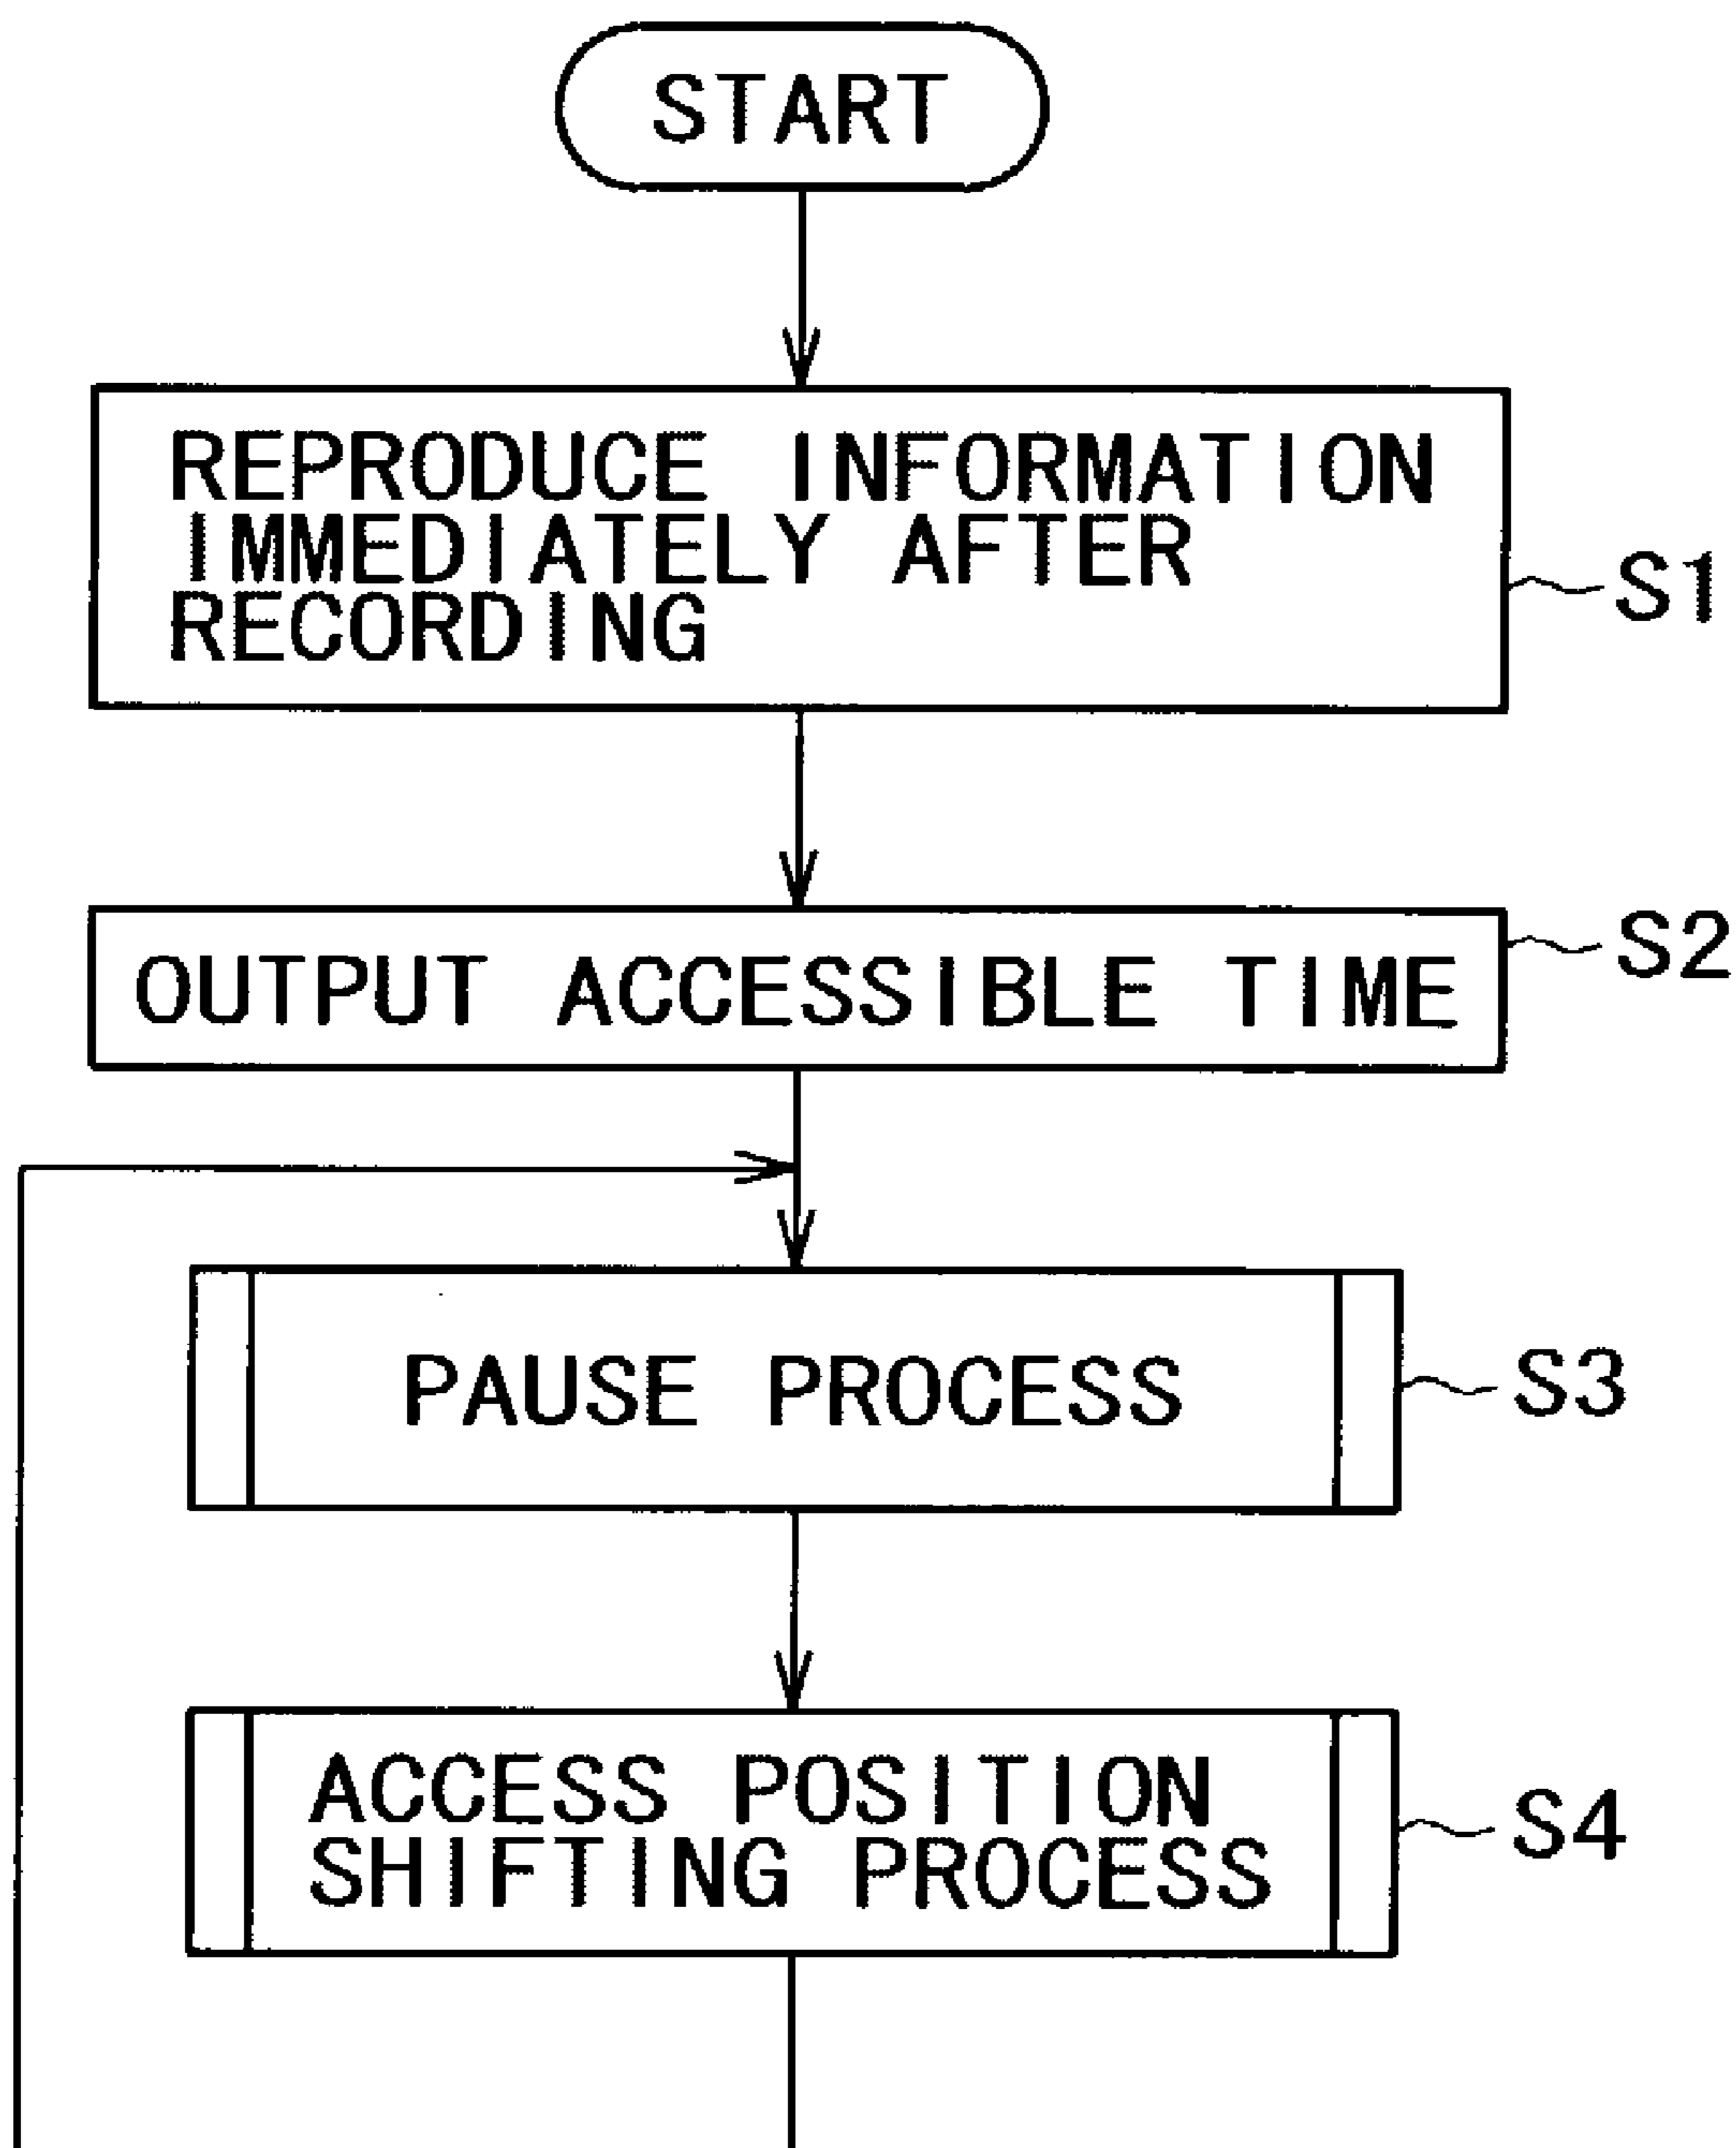 START
REPRODUCE INFORMATION
IMMEDIATELY AFTER
RECORDING
S1
OUTPUT ACCESSIBLE TIME
S2
PAUSE PROCESS
S3
ACCESS POSITION
SHIFTING PROCESS
S4